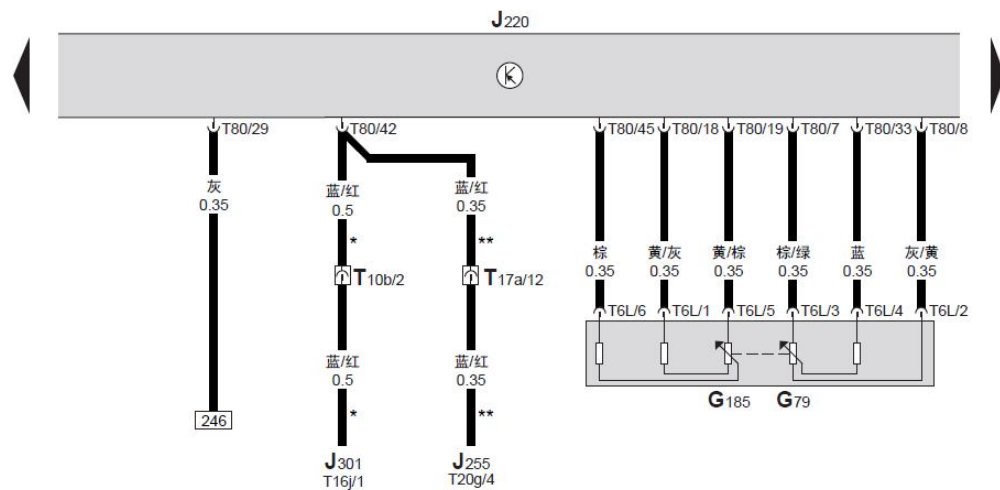 J220
T80/29
T80/42
T80/45
T80/18
T80/19
T80/7
T80/33
T80/8
灰
0.35
蓝/红
0.5
*
蓝/红
0.35
**
棕
0.35
黄/灰
0.35
黄/棕
0.35
棕/绿
0.35
蓝
0.35
灰/黄
0.35
T10b/2
T17a/12
T6L/6
T6L/1
T6L/5
T6L/3
T6L/4
T6L/2
蓝/红
0.5
*
蓝/红
0.35
**
G185
G79
246
J301
T16j/1
J255
T20g/4